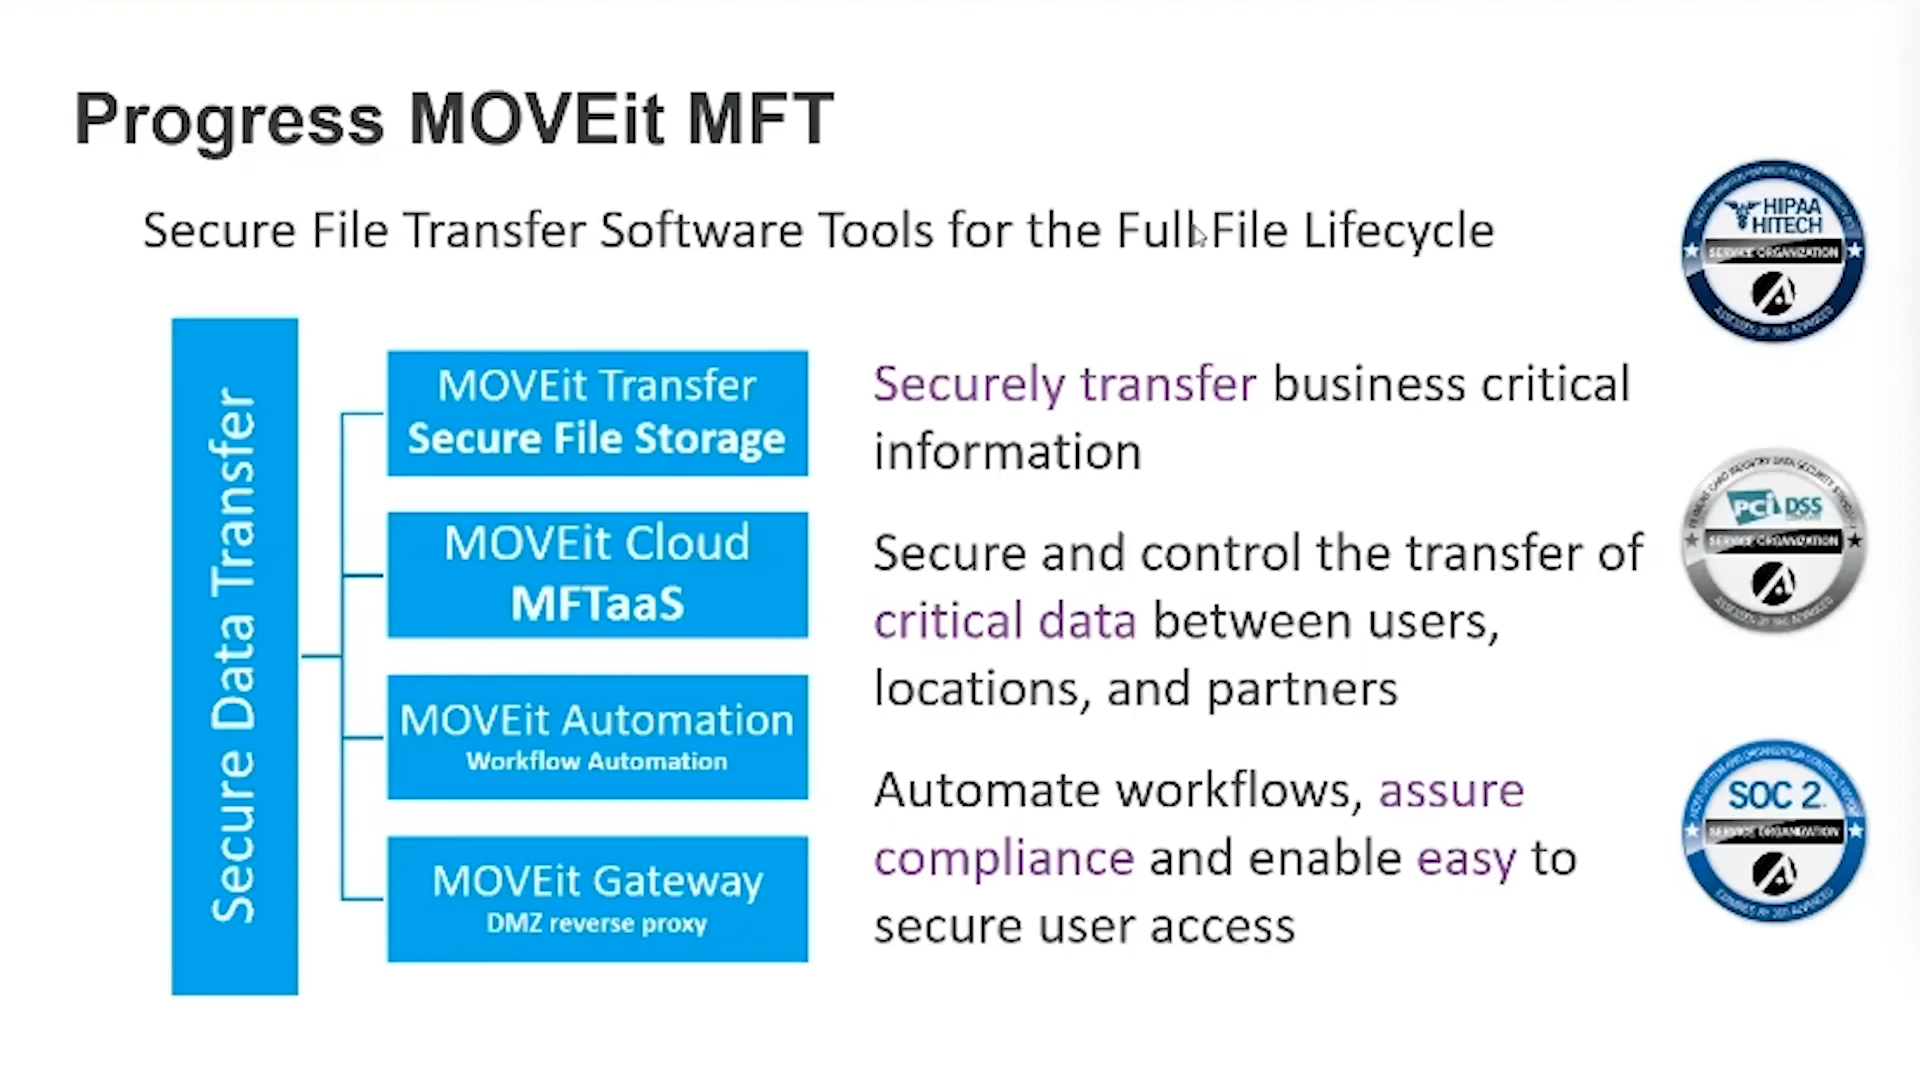 Progress MOVEit MFT
Secure File Transfer Software Tools for the Full File Lifecycle
Secure Data Transfer
MOVEit Transfer
Secure File Storage
MOVEit Cloud
MFTaaS
MOVEit Automation
Workflow Automation
MOVEit Gateway
DMZ reverse proxy
Securely transfer business critical
information
Secure and control the transfer of
critical data between users,
locations, and partners
Automate workflows, assure
compliance and enable easy to
secure user access
HIPAA
HITECH
SERVICE ORGANIZATION
PCI DSS
SERVICE ORGANIZATION
SOC 2
SERVICE ORGANIZATION